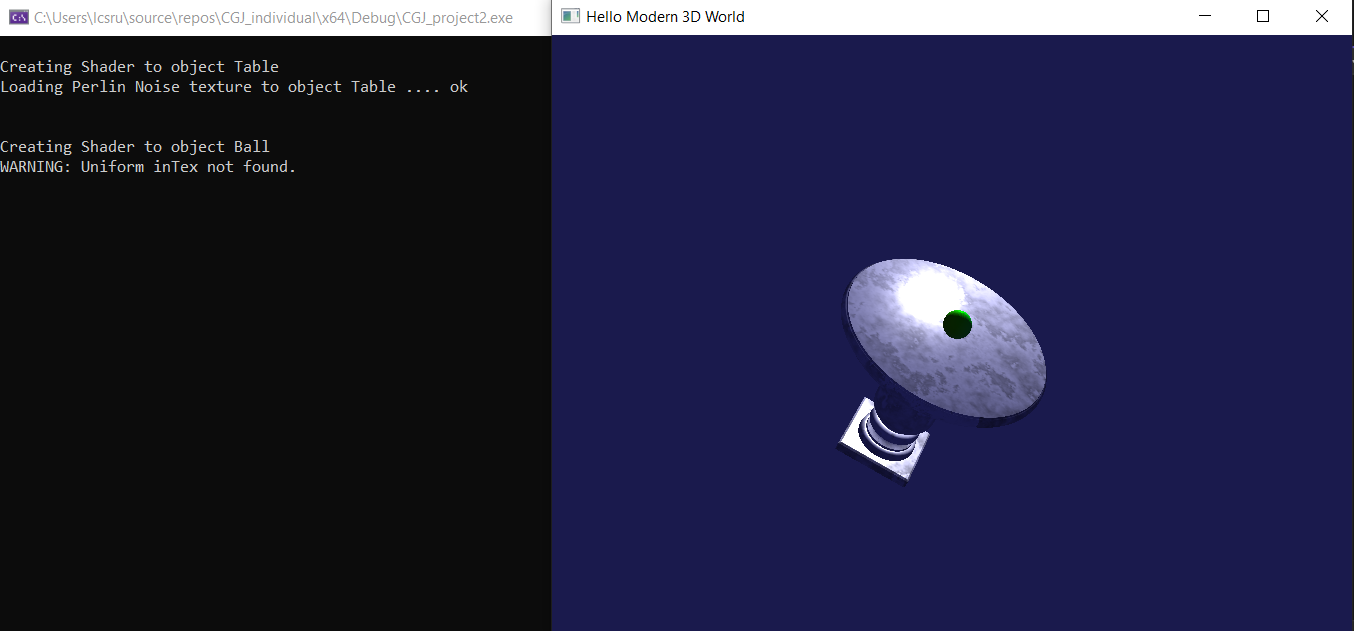 C:\Users\lcsru\source\repos\CGJ_individual\x64\Debug\CGJ_project2.exe
Creating Shader to object Table
Loading Perlin Noise texture to object Table .... ok
Creating Shader to object Ball
WARNING: Uniform inTex not found.
Hello Modern 3D World